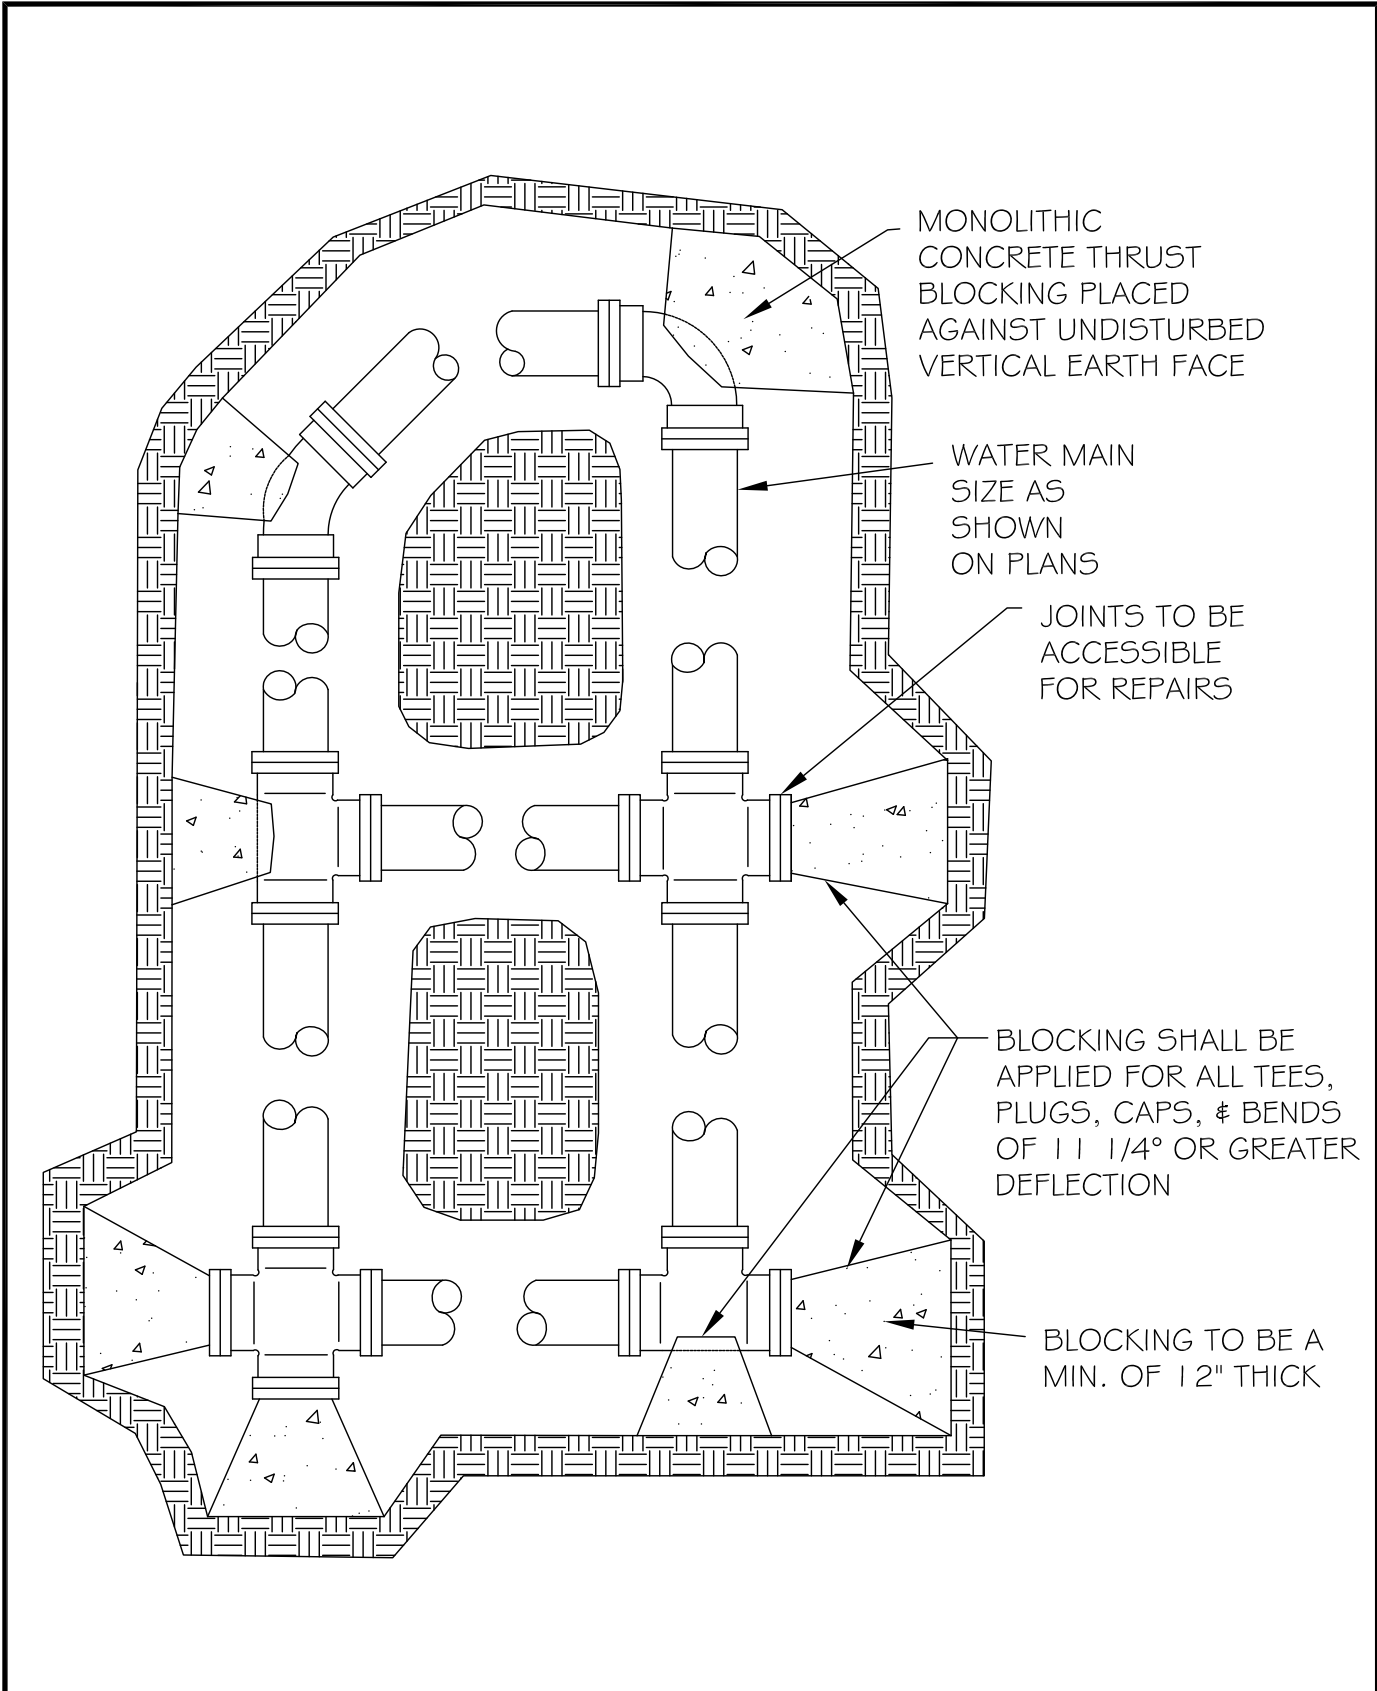 MONOLITHIC
CONCRETE THRUST
BLOCKING PLACED
AGAINST UNDISTURBED
VERTICAL EARTH FACE
WATER MAIN
SIZE AS
SHOWN
ON PLANS
JOINTS TO BE
ACCESSIBLE
FOR REPAIRS
BLOCKING SHALL BE
APPLIED FOR ALL TEES,
PLUGS, CAPS, & BENDS
OF 11 1/4° OR GREATER
DEFLECTION
BLOCKING TO BE A
MIN. OF 12" THICK